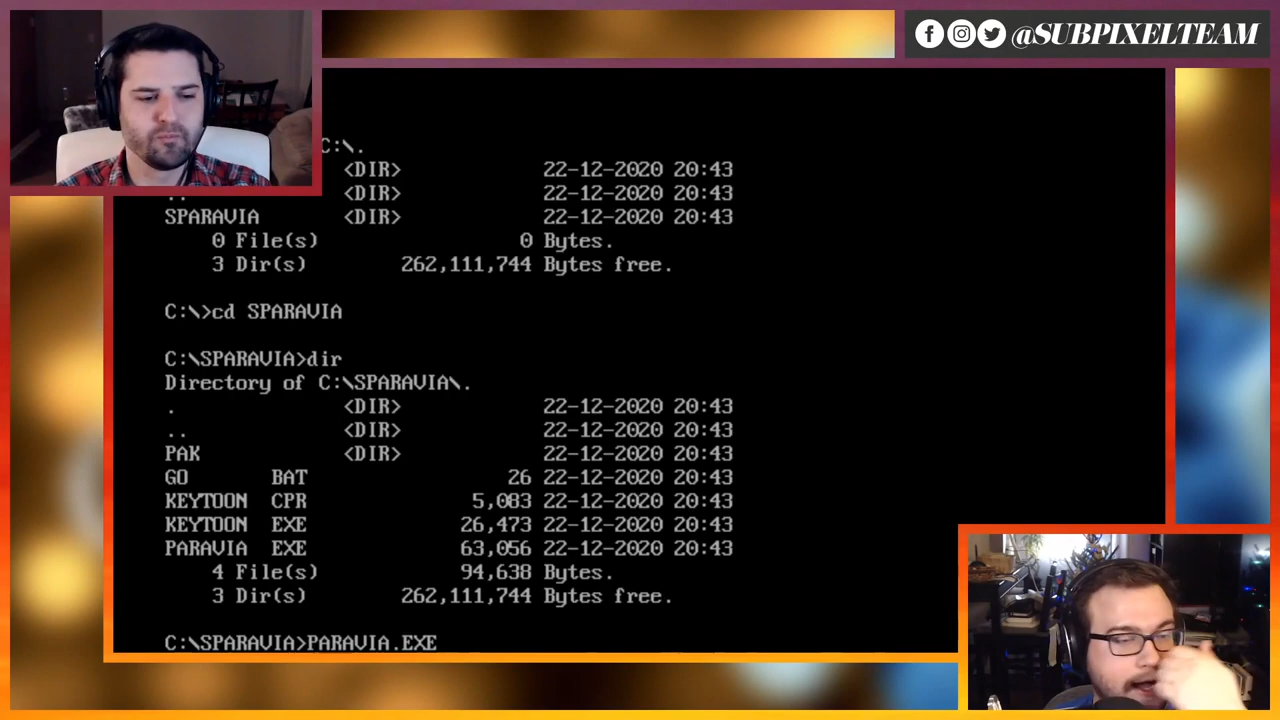 @SUBPIXELTEAM
C:\.
<DIR> 22-12-2020 20:43
.. <DIR> 22-12-2020 20:43
SPARAVIA <DIR> 22-12-2020 20:43
0 File(s) 0 Bytes.
3 Dir(s) 262,111,744 Bytes free.
C:\>cd SPARAVIA
C:\SPARAVIA>dir
Directory of C:\SPARAVIA\.
. <DIR> 22-12-2020 20:43
.. <DIR> 22-12-2020 20:43
PAK <DIR> 22-12-2020 20:43
GO BAT 26 22-12-2020 20:43
KEYTOON CPR 5,083 22-12-2020 20:43
KEYTOON EXE 26,473 22-12-2020 20:43
PARAVIA EXE 63,056 22-12-2020 20:43
4 File(s) 94,638 Bytes.
3 Dir(s) 262,111,744 Bytes free.
C:\SPARAVIA>PARAVIA.EXE